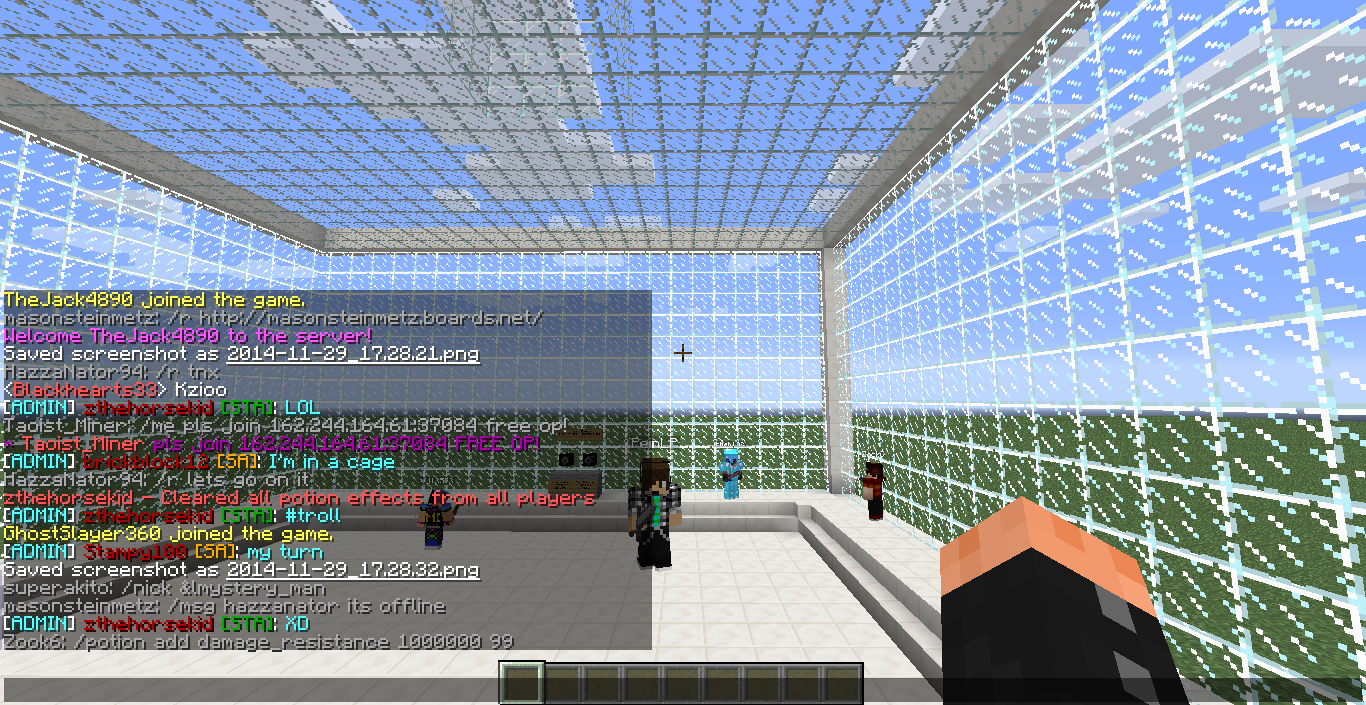 TheJack4890 joined the game.
masonsteinmetz: /r http://masonsteinmetz.boards.net/
Welcome TheJack4890 to the server!
Saved screenshot as 2014-11-29_17.28.21.png
HazzaNator94: /r tnx
<Blackhearts33> Kzioo
[ADMIN] zthehorsekid [STA]: LOL
Taoist_Miner: /me pls join 162.244.164.61:37084 free op!
* Taoist_Miner pls join 162.244.164.61:37084 FREE OP!
[ADMIN] brickblock12 [SA]: I'm in a cage
HazzaNator94: /r lets go on it
zthehorsekid - Cleared all potion effects from all players
[ADMIN] zthehorsekid [STA]: #troll
GhostSlayer360 joined the game.
[ADMIN] Stampy100 [SA]: my turn
Saved screenshot as 2014-11-29_17.28.32.png
superakito: /nick &lmystery_man
masonsteinmetz: /msg hazzanator its offline
[ADMIN] zthehorsekid [STA]: XD
Zook6: /potion add damage_resistance 1000000 99